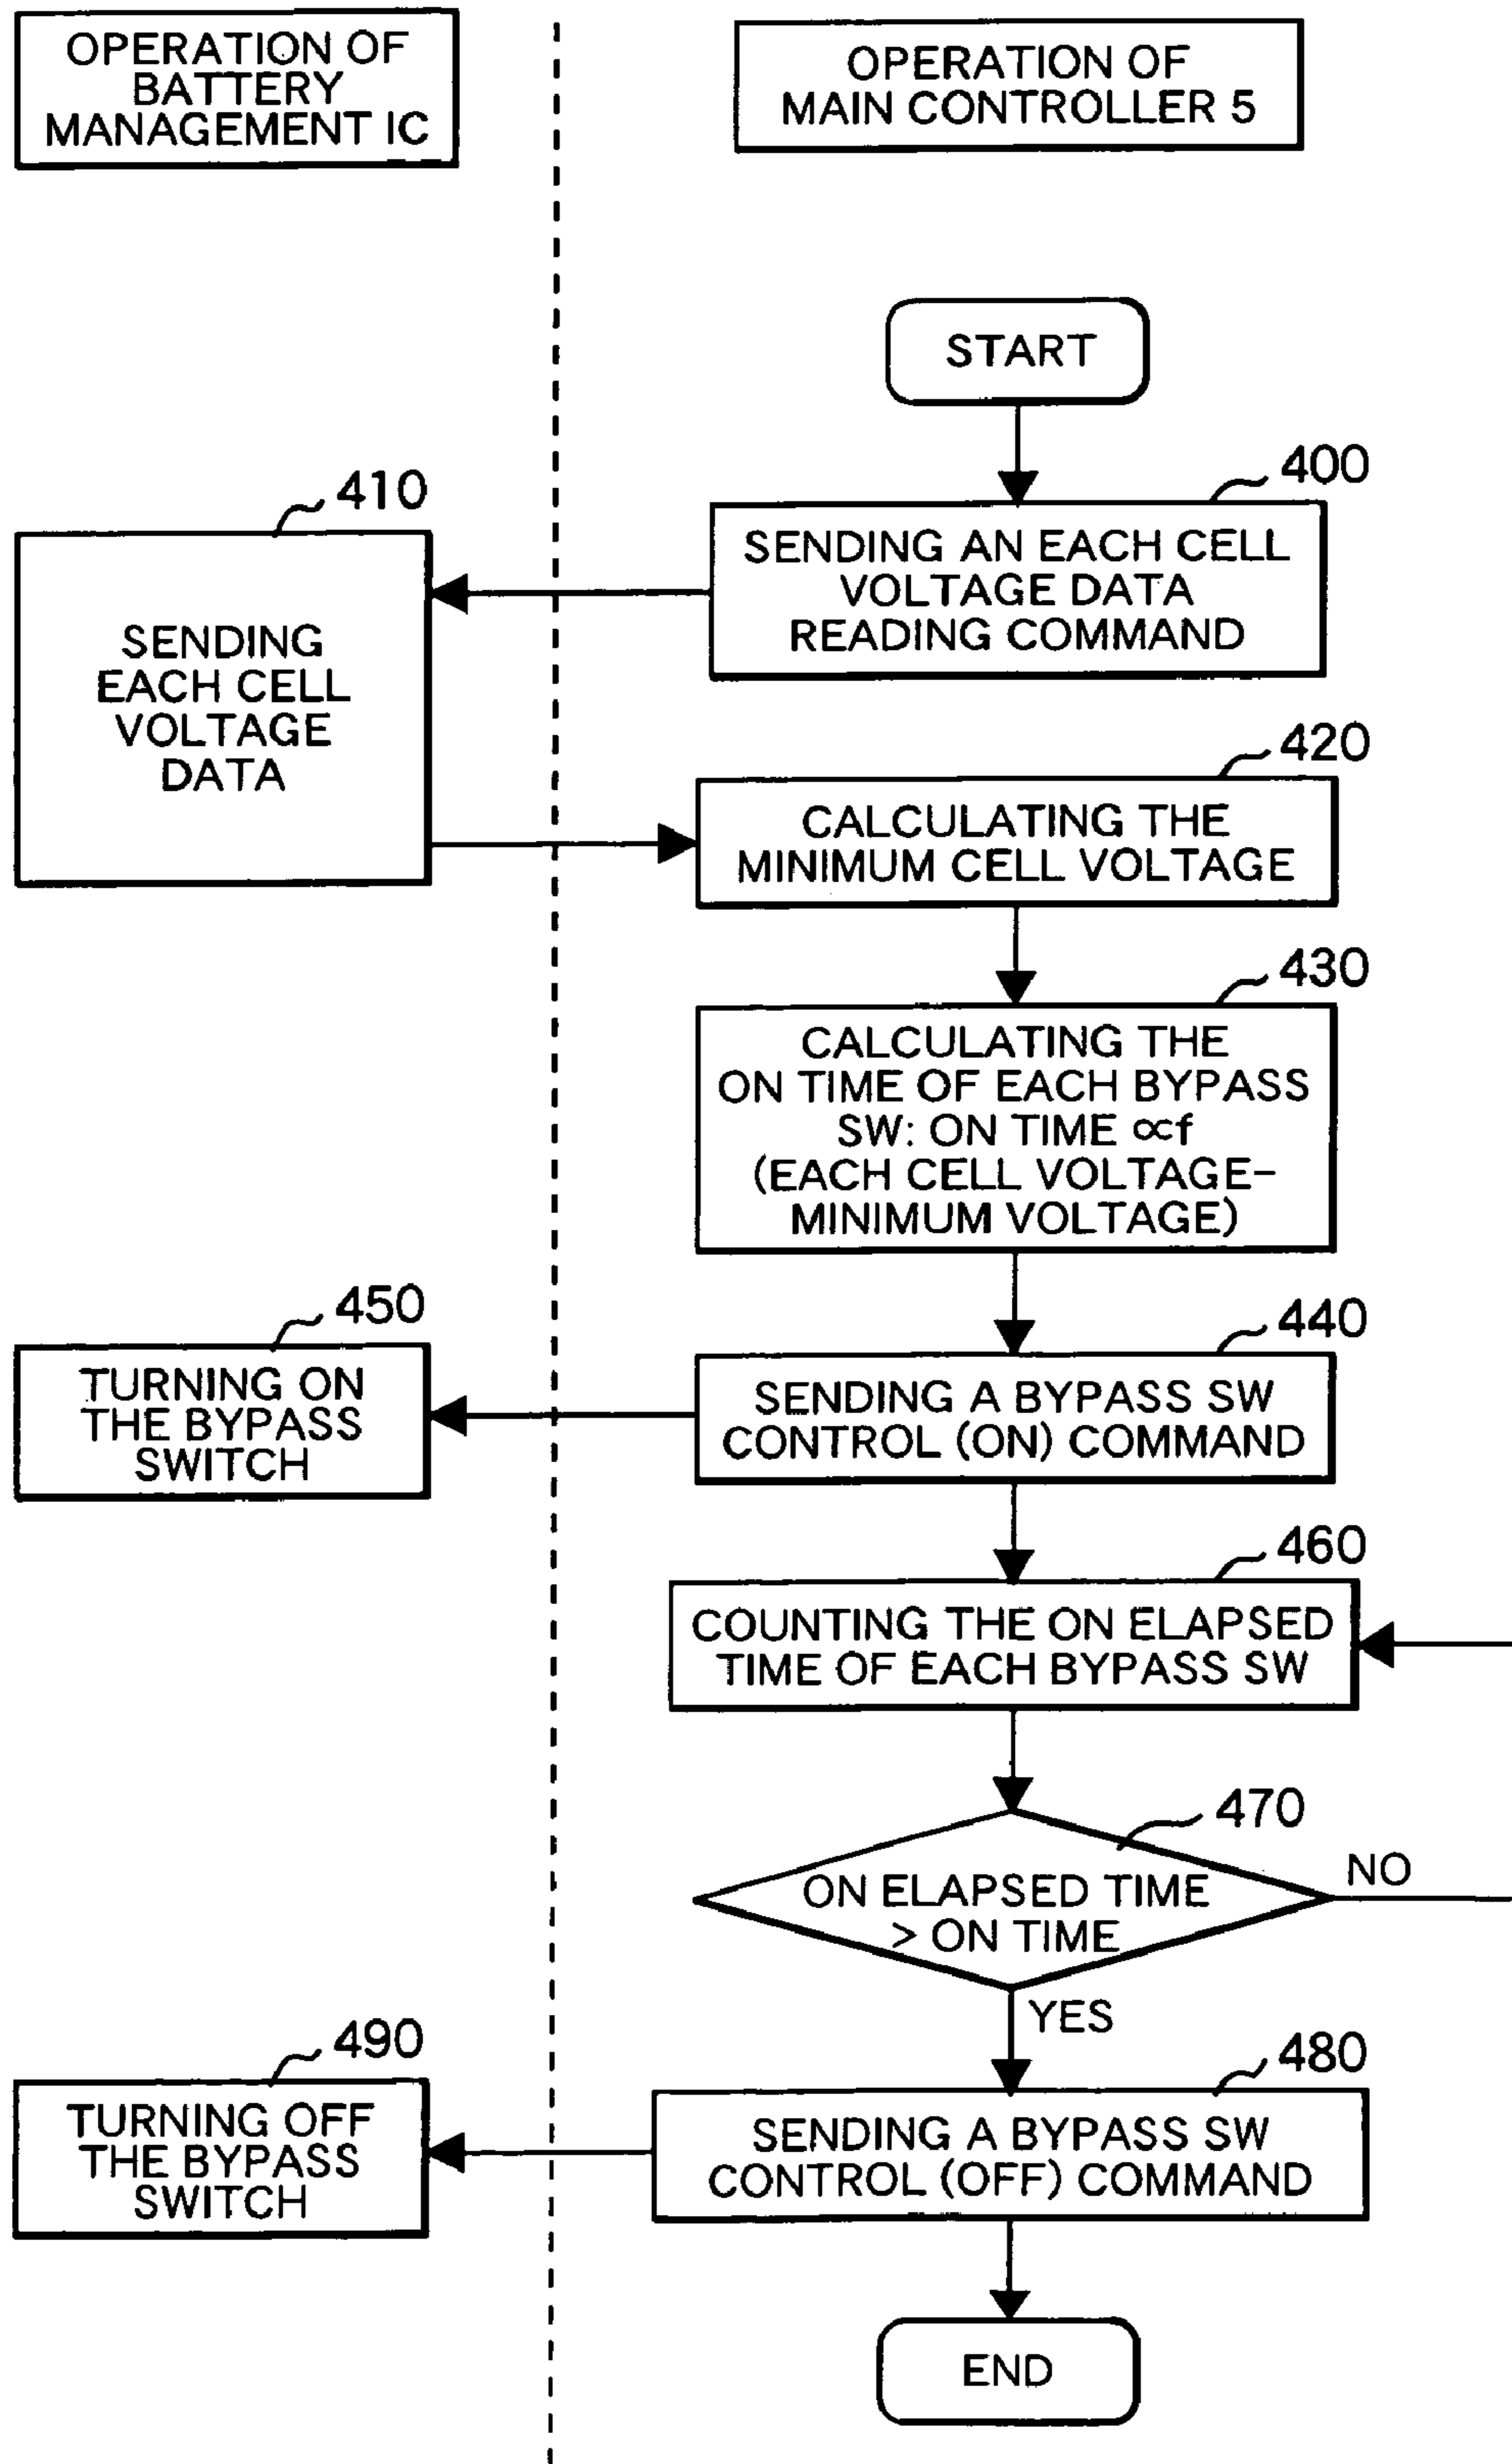 OPERATION OF
BATTERY
MANAGEMENT IC
OPERATION OF
MAIN CONTROLLER 5
START
400
SENDING AN EACH CELL
VOLTAGE DATA
READING COMMAND
410
SENDING
EACH CELL
VOLTAGE
DATA
420
CALCULATING THE
MINIMUM CELL VOLTAGE
430
CALCULATING THE
ON TIME OF EACH BYPASS
SW: ON TIME ∝f
(EACH CELL VOLTAGE-
MINIMUM VOLTAGE)
440
SENDING A BYPASS SW
CONTROL (ON) COMMAND
450
TURNING ON
THE BYPASS
SWITCH
460
COUNTING THE ON ELAPSED
TIME OF EACH BYPASS SW
470
ON ELAPSED TIME
> ON TIME
NO
YES
480
SENDING A BYPASS SW
CONTROL (OFF) COMMAND
490
TURNING OFF
THE BYPASS
SWITCH
END